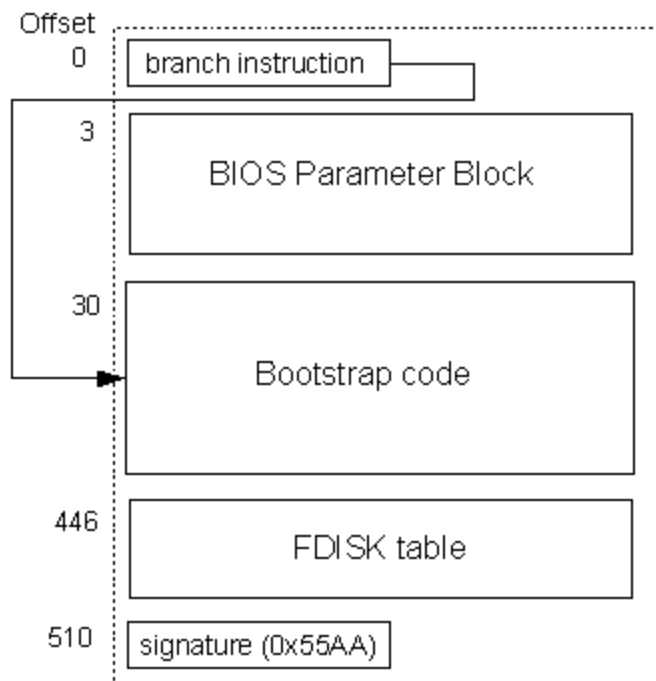 Offset
0
branch instruction
3
BIOS Parameter Block
30
Bootstrap code
446
FDISK table
510
signature (0x55AA)